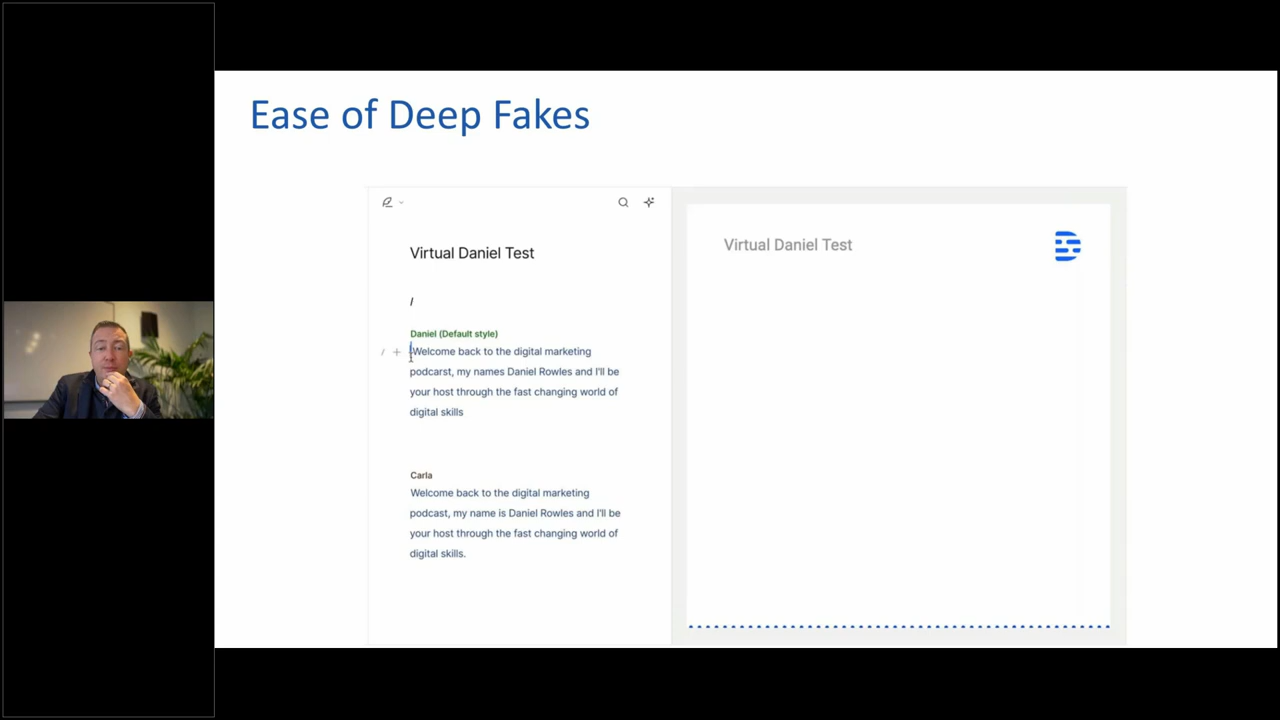 Ease of Deep Fakes
Virtual Daniel Test
/
Daniel (Default style)
/ + Welcome back to the digital marketing
podcarst, my names Daniel Rowles and I'll be
your host through the fast changing world of
digital skills
Carla
Welcome back to the digital marketing
podcast, my name is Daniel Rowles and I'll be
your host through the fast changing world of
digital skills.
Virtual Daniel Test